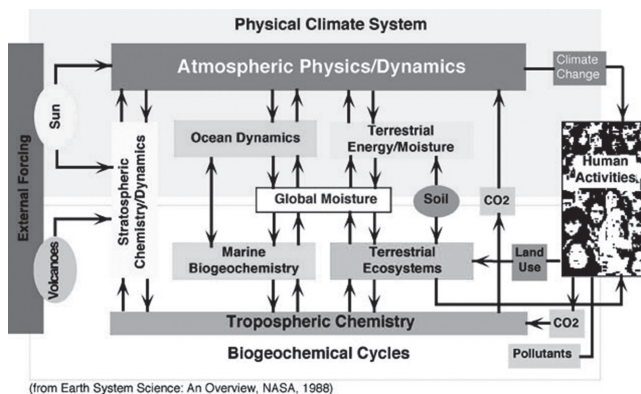 Physical Climate System
Atmospheric Physics/Dynamics
Climate
Change
External Forcing
Sun
Volcanoes
Stratospheric
Chemistry/Dynamics
Ocean Dynamics
Terrestrial
Energy/Moisture
Human
Activities
Global Moisture
Soil
CO2
Marine
Biogeochemistry
Terrestrial
Ecosystems
Land
Use
Tropospheric Chemistry
CO2
Biogeochemical Cycles
Pollutants
(from Earth System Science: An Overview, NASA, 1988)